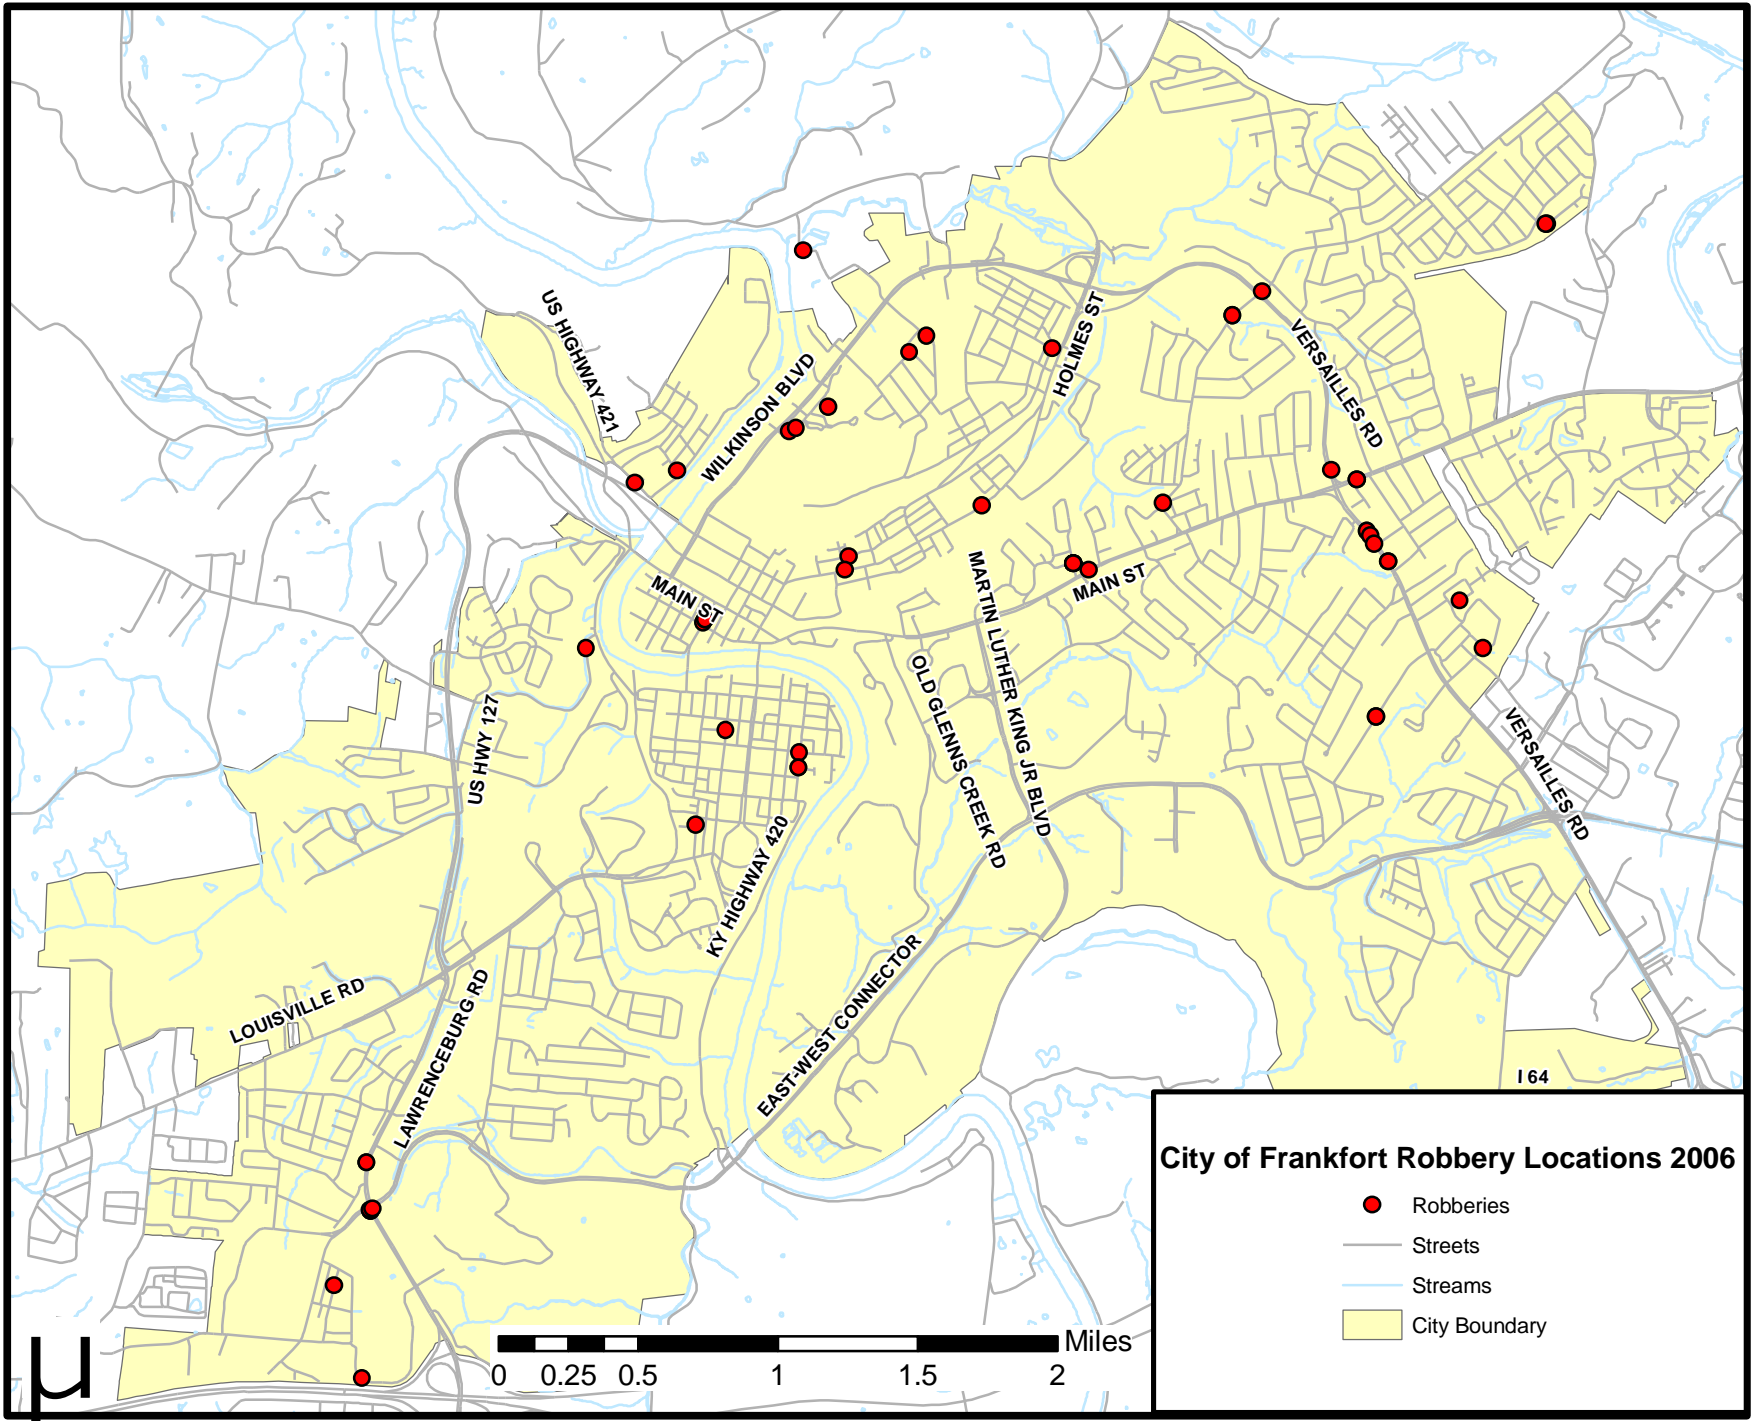 US HIGHWAY 421
WILKINSON BLVD
HOLMES ST
VERSAILLES RD
MAIN ST
MAIN ST
MARTIN LUTHER KING JR BLVD
OLD GLENNS CREEK RD
US HWY 127
VERSAILLES RD
KY HIGHWAY 420
LOUISVILLE RD
LAWRENCEBURG RD
EAST-WEST CONNECTOR
I 64
City of Frankfort Robbery Locations 2006
Robberies
Streets
Streams
City Boundary
µ
Miles
0 0.25 0.5 1 1.5 2